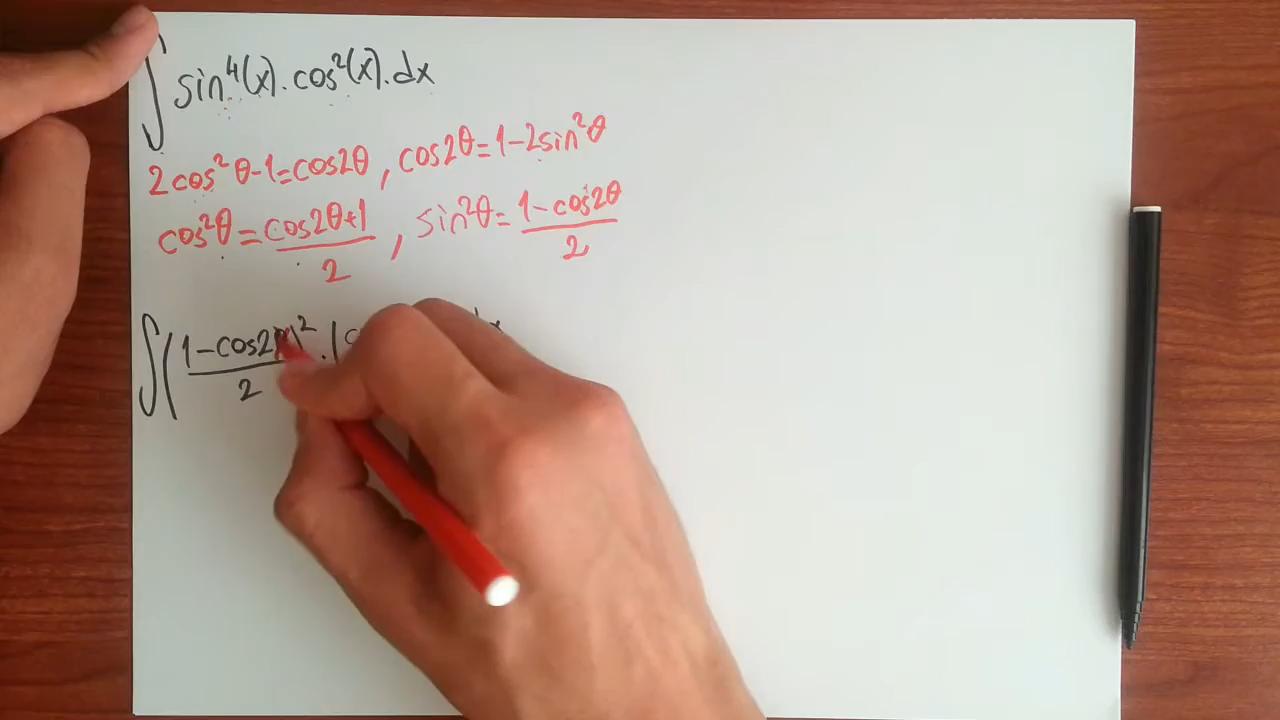 ∫ sin⁴(x).cos²(x).dx
2cos²θ-1=cos2θ, cos2θ=1-2sin²θ
cos²θ=cos2θ+1/2, sin²θ=1-cos2θ/2
∫(1-cos2 /2)².(